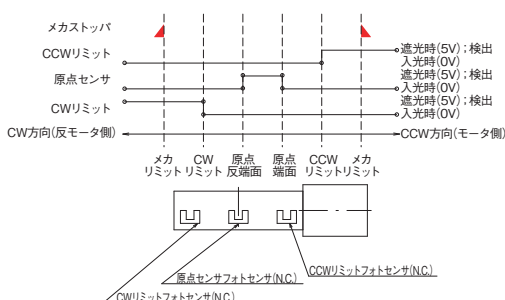 メカストッパ
CCWリミット
遮光時(5V);検出
入光時(0V)
原点センサ
遮光時(5V);検出
入光時(0V)
CWリミット
遮光時(5V);検出
入光時(0V)
CW方向(反モータ側)
CCW方向(モータ側)
メカ
リミット
CW
リミット
原点
反端面
原点
端面
CCW
リミット
メカ
リミット
CCWリミットフォトセンサ(N.C.)
原点センサフォトセンサ(N.C.)
CWリミットフォトセンサ(N.C.)